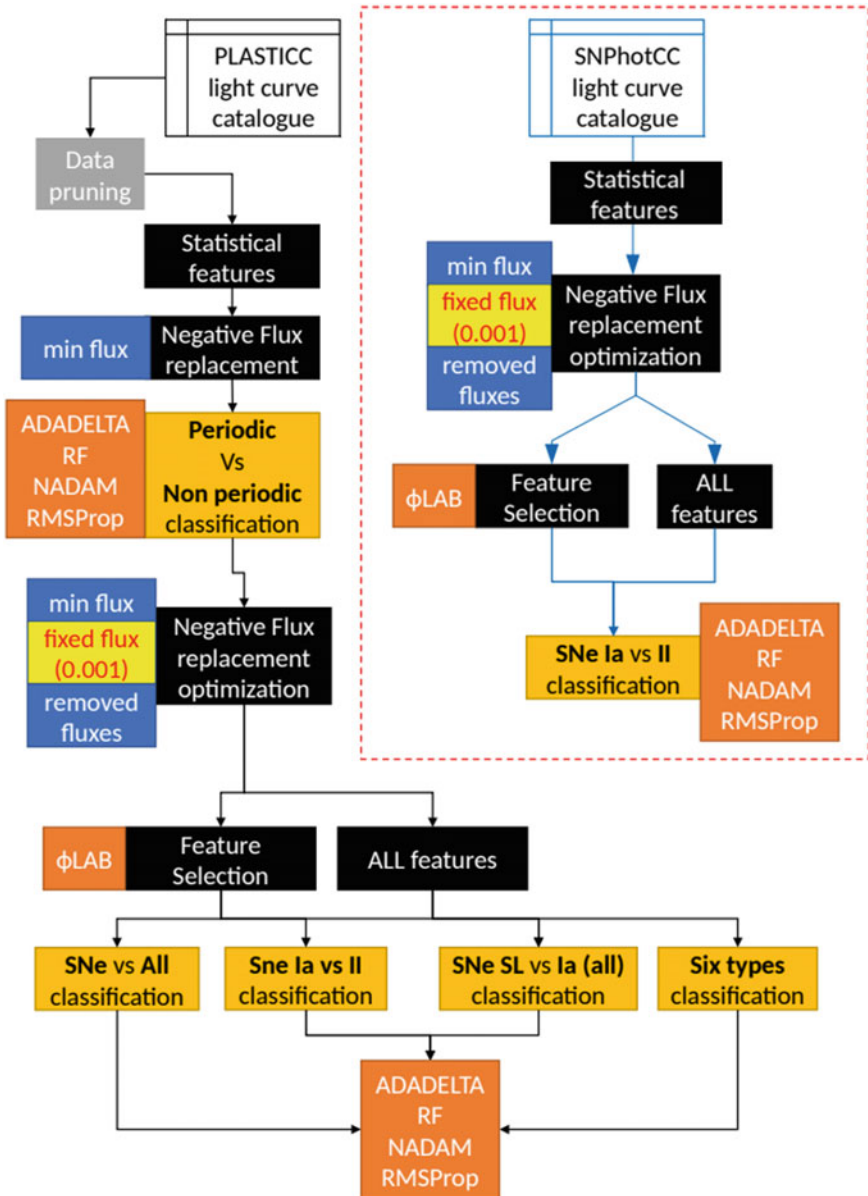 PLASTICC
light curve
catalogue
Data
pruning
Statistical
features
min flux
Negative Flux
replacement
ADADELTA
RF
NADAM
RMSProp
Periodic
Vs
Non periodic
classification
min flux
fixed flux
(0.001)
removed
fluxes
Negative Flux
replacement
optimization
SNPhotCC
light curve
catalogue
Statistical
features
min flux
fixed flux
(0.001)
removed
fluxes
Negative Flux
replacement
optimization
ϕLAB
Feature
Selection
ALL
features
SNe Ia vs II
classification
ADADELTA
RF
NADAM
RMSProp
ϕLAB
Feature
Selection
ALL features
SNe vs All
classification
Sne Ia vs II
classification
SNe SL vs Ia (all)
classification
Six types
classification
ADADELTA
RF
NADAM
RMSProp